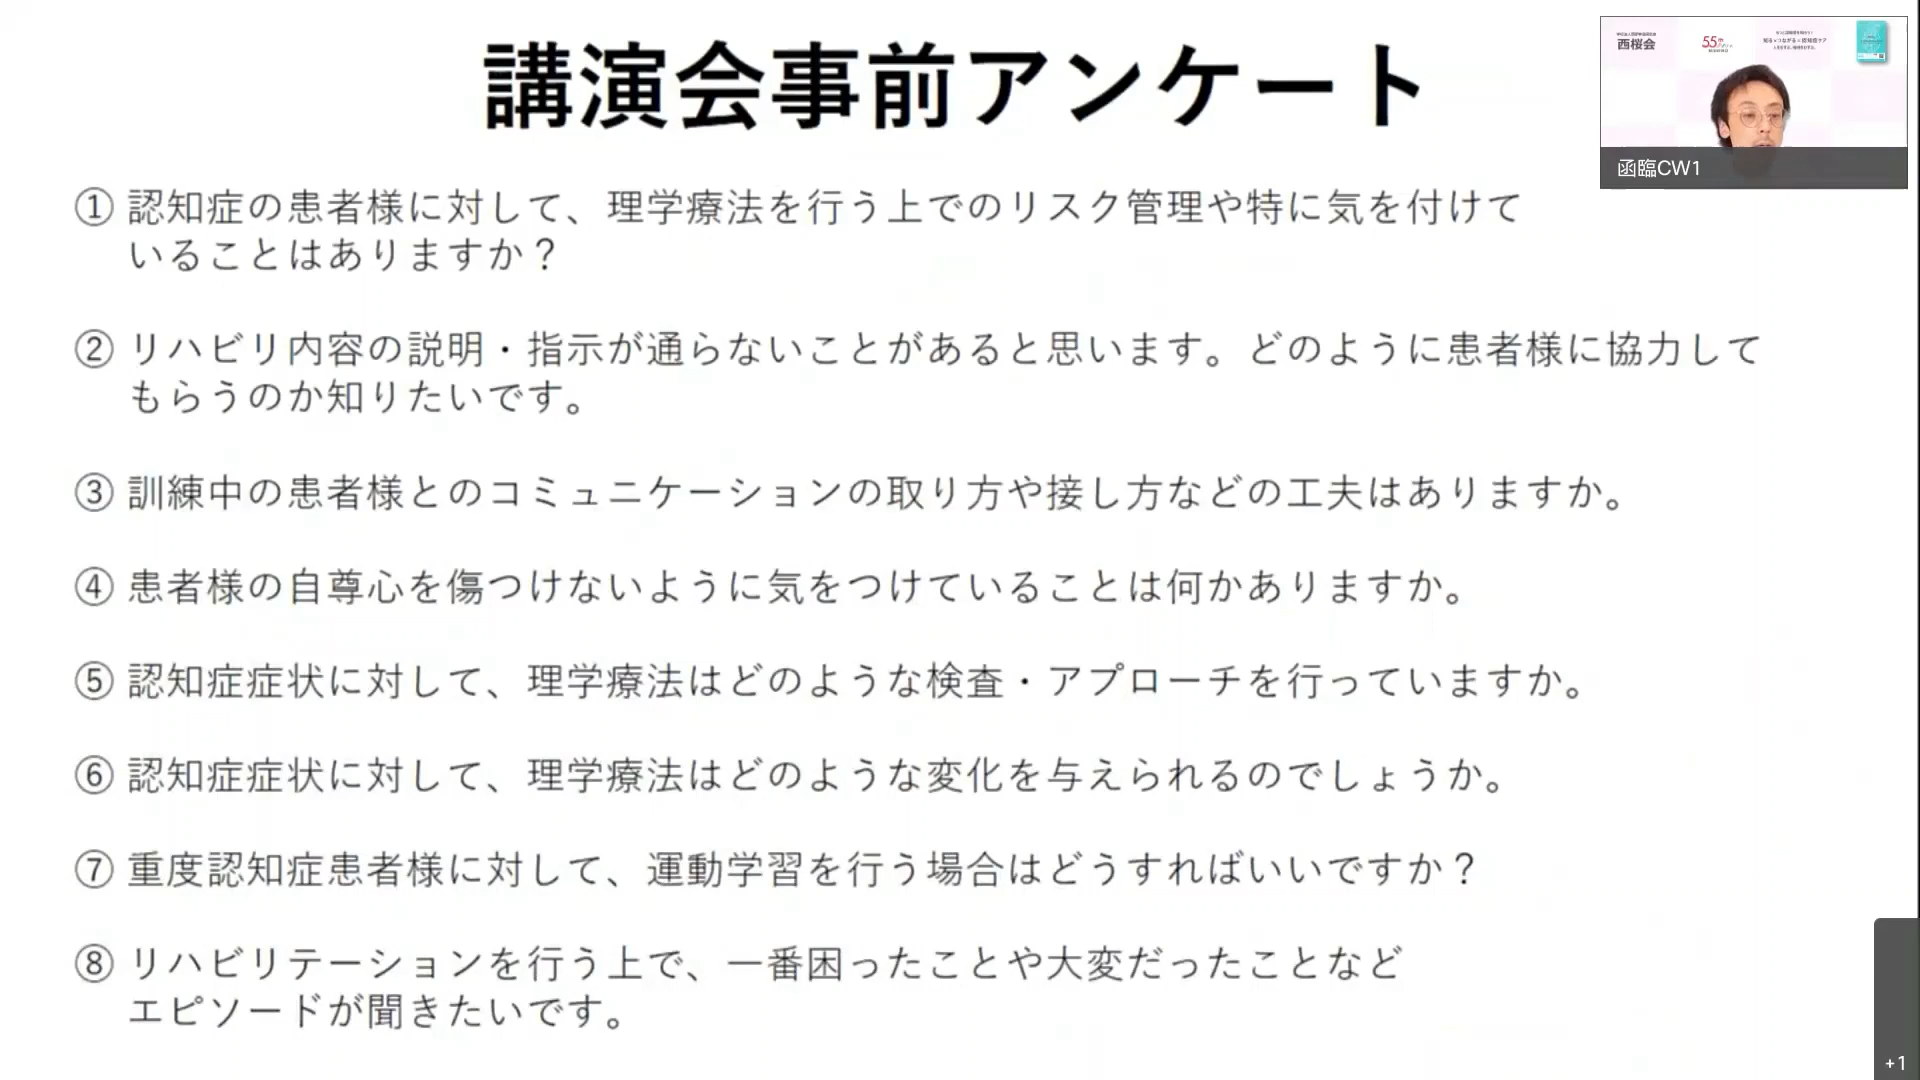 講演会事前アンケート
① 認知症の患者様に対して、理学療法を行う上でのリスク管理や特に気を付けて
いることはありますか？
② リハビリ内容の説明・指示が通らないことがあると思います。どのように患者様に協力して
もらうのか知りたいです。
③ 訓練中の患者様とのコミュニケーションの取り方や接し方などの工夫はありますか。
④ 患者様の自尊心を傷つけないように気をつけていることは何かありますか。
⑤ 認知症症状に対して、理学療法はどのような検査・アプローチを行っていますか。
⑥ 認知症症状に対して、理学療法はどのような変化を与えられるのでしょうか。
⑦ 重度認知症患者様に対して、運動学習を行う場合はどうすればいいですか？
⑧ リハビリテーションを行う上で、一番困ったことや大変だったことなど
エピソードが聞きたいです。
西桜会
55th
函臨CW1
+1